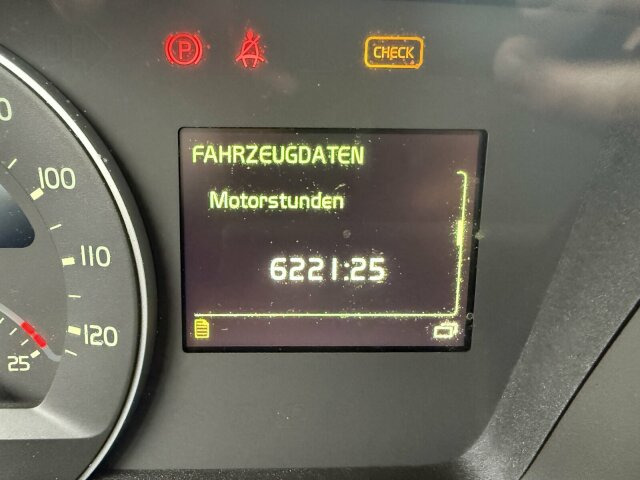 P
CHECK
FAHRZEUGDATEN
Motorstunden
6221:25
100
110
120
25